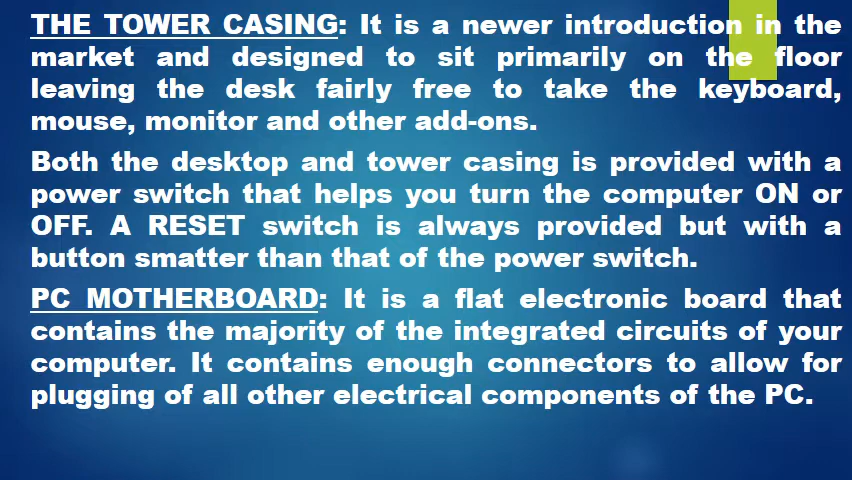 THE TOWER CASING: It is a newer introduction in the
market and designed to sit primarily on the floor
leaving the desk fairly free to take the keyboard,
mouse, monitor and other add-ons.
Both the desktop and tower casing is provided with a
power switch that helps you turn the computer ON or
OFF. A RESET switch is always provided but with a
button smatter than that of the power switch.
PC MOTHERBOARD: It is a flat electronic board that
contains the majority of the integrated circuits of your
computer. It contains enough connectors to allow for
plugging of all other electrical components of the PC.